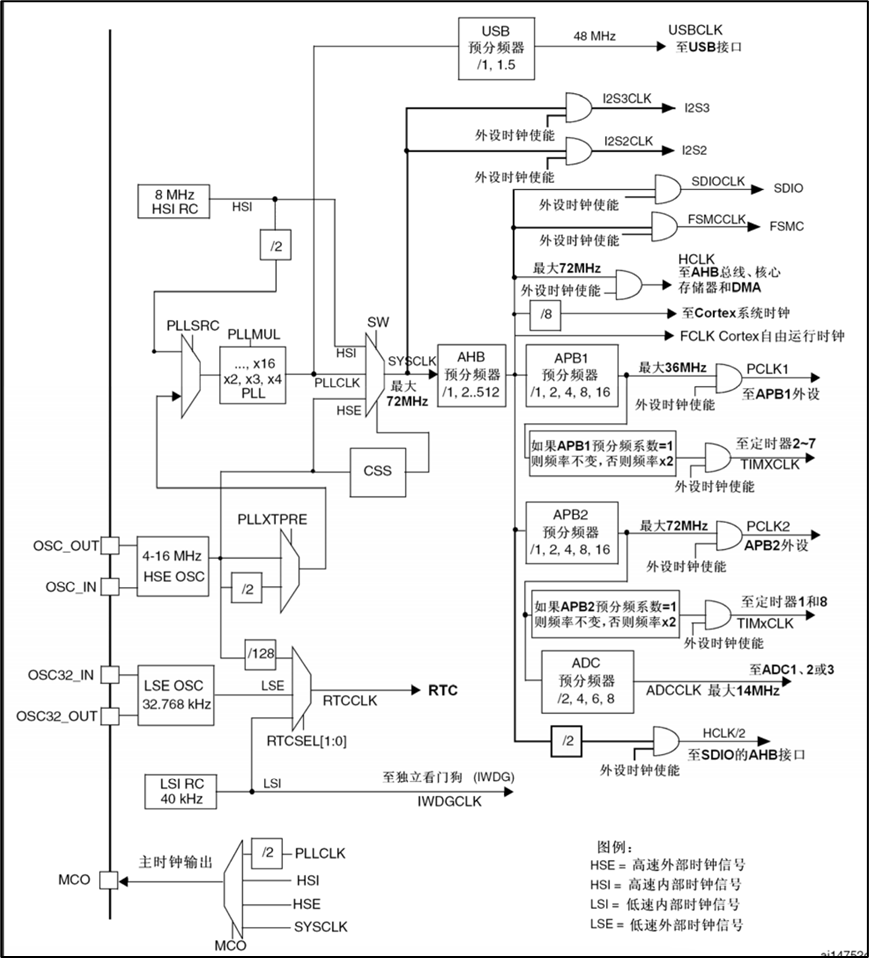 USB
预分频器
/1, 1.5
48 MHz
USBCLK
至USB接口
I2S3CLK
I2S3
外设时钟使能
I2S2CLK
I2S2
外设时钟使能
8 MHz
HSI RC
HSI
/2
SDIOCLK
SDIO
外设时钟使能
FSMCCLK
FSMC
外设时钟使能
最大72MHz
HCLK
至AHB总线、核心
存储器和DMA
外设时钟使能
/8
至Cortex系统时钟
FCLK Cortex自由运行时钟
PLLSRC
PLLMUL
..., x16
x2, x3, x4
PLL
SW
HSI
PLLCLK
HSE
SYSCLK
最大
72MHz
AHB
预分频器
/1, 2..512
APB1
预分频器
/1, 2, 4, 8, 16
最大36MHz
PCLK1
至APB1外设
外设时钟使能
如果APB1预分频系数=1
则频率不变，否则频率x2
至定时器2~7
TIMXCLK
外设时钟使能
CSS
PLLXTPRE
OSC_OUT
OSC_IN
4-16 MHz
HSE OSC
/2
APB2
预分频器
/1, 2, 4, 8, 16
最大72MHz
PCLK2
APB2外设
外设时钟使能
如果APB2预分频系数=1
则频率不变，否则频率x2
至定时器1和8
TIMxCLK
外设时钟使能
/128
OSC32_IN
OSC32_OUT
LSE OSC
32.768 kHz
LSE
RTCCLK
RTC
RTCSEL[1:0]
ADC
预分频器
/2, 4, 6, 8
至ADC1、2或3
ADCCLK 最大14MHz
/2
HCLK/2
至SDIO的AHB接口
外设时钟使能
LSI RC
40 kHz
LSI
至独立看门狗 (IWDG)
IWDGCLK
MCO
主时钟输出
/2
PLLCLK
HSI
HSE
SYSCLK
MCO
图例：
HSE = 高速外部时钟信号
HSI = 高速内部时钟信号
LSI = 低速内部时钟信号
LSE = 低速外部时钟信号